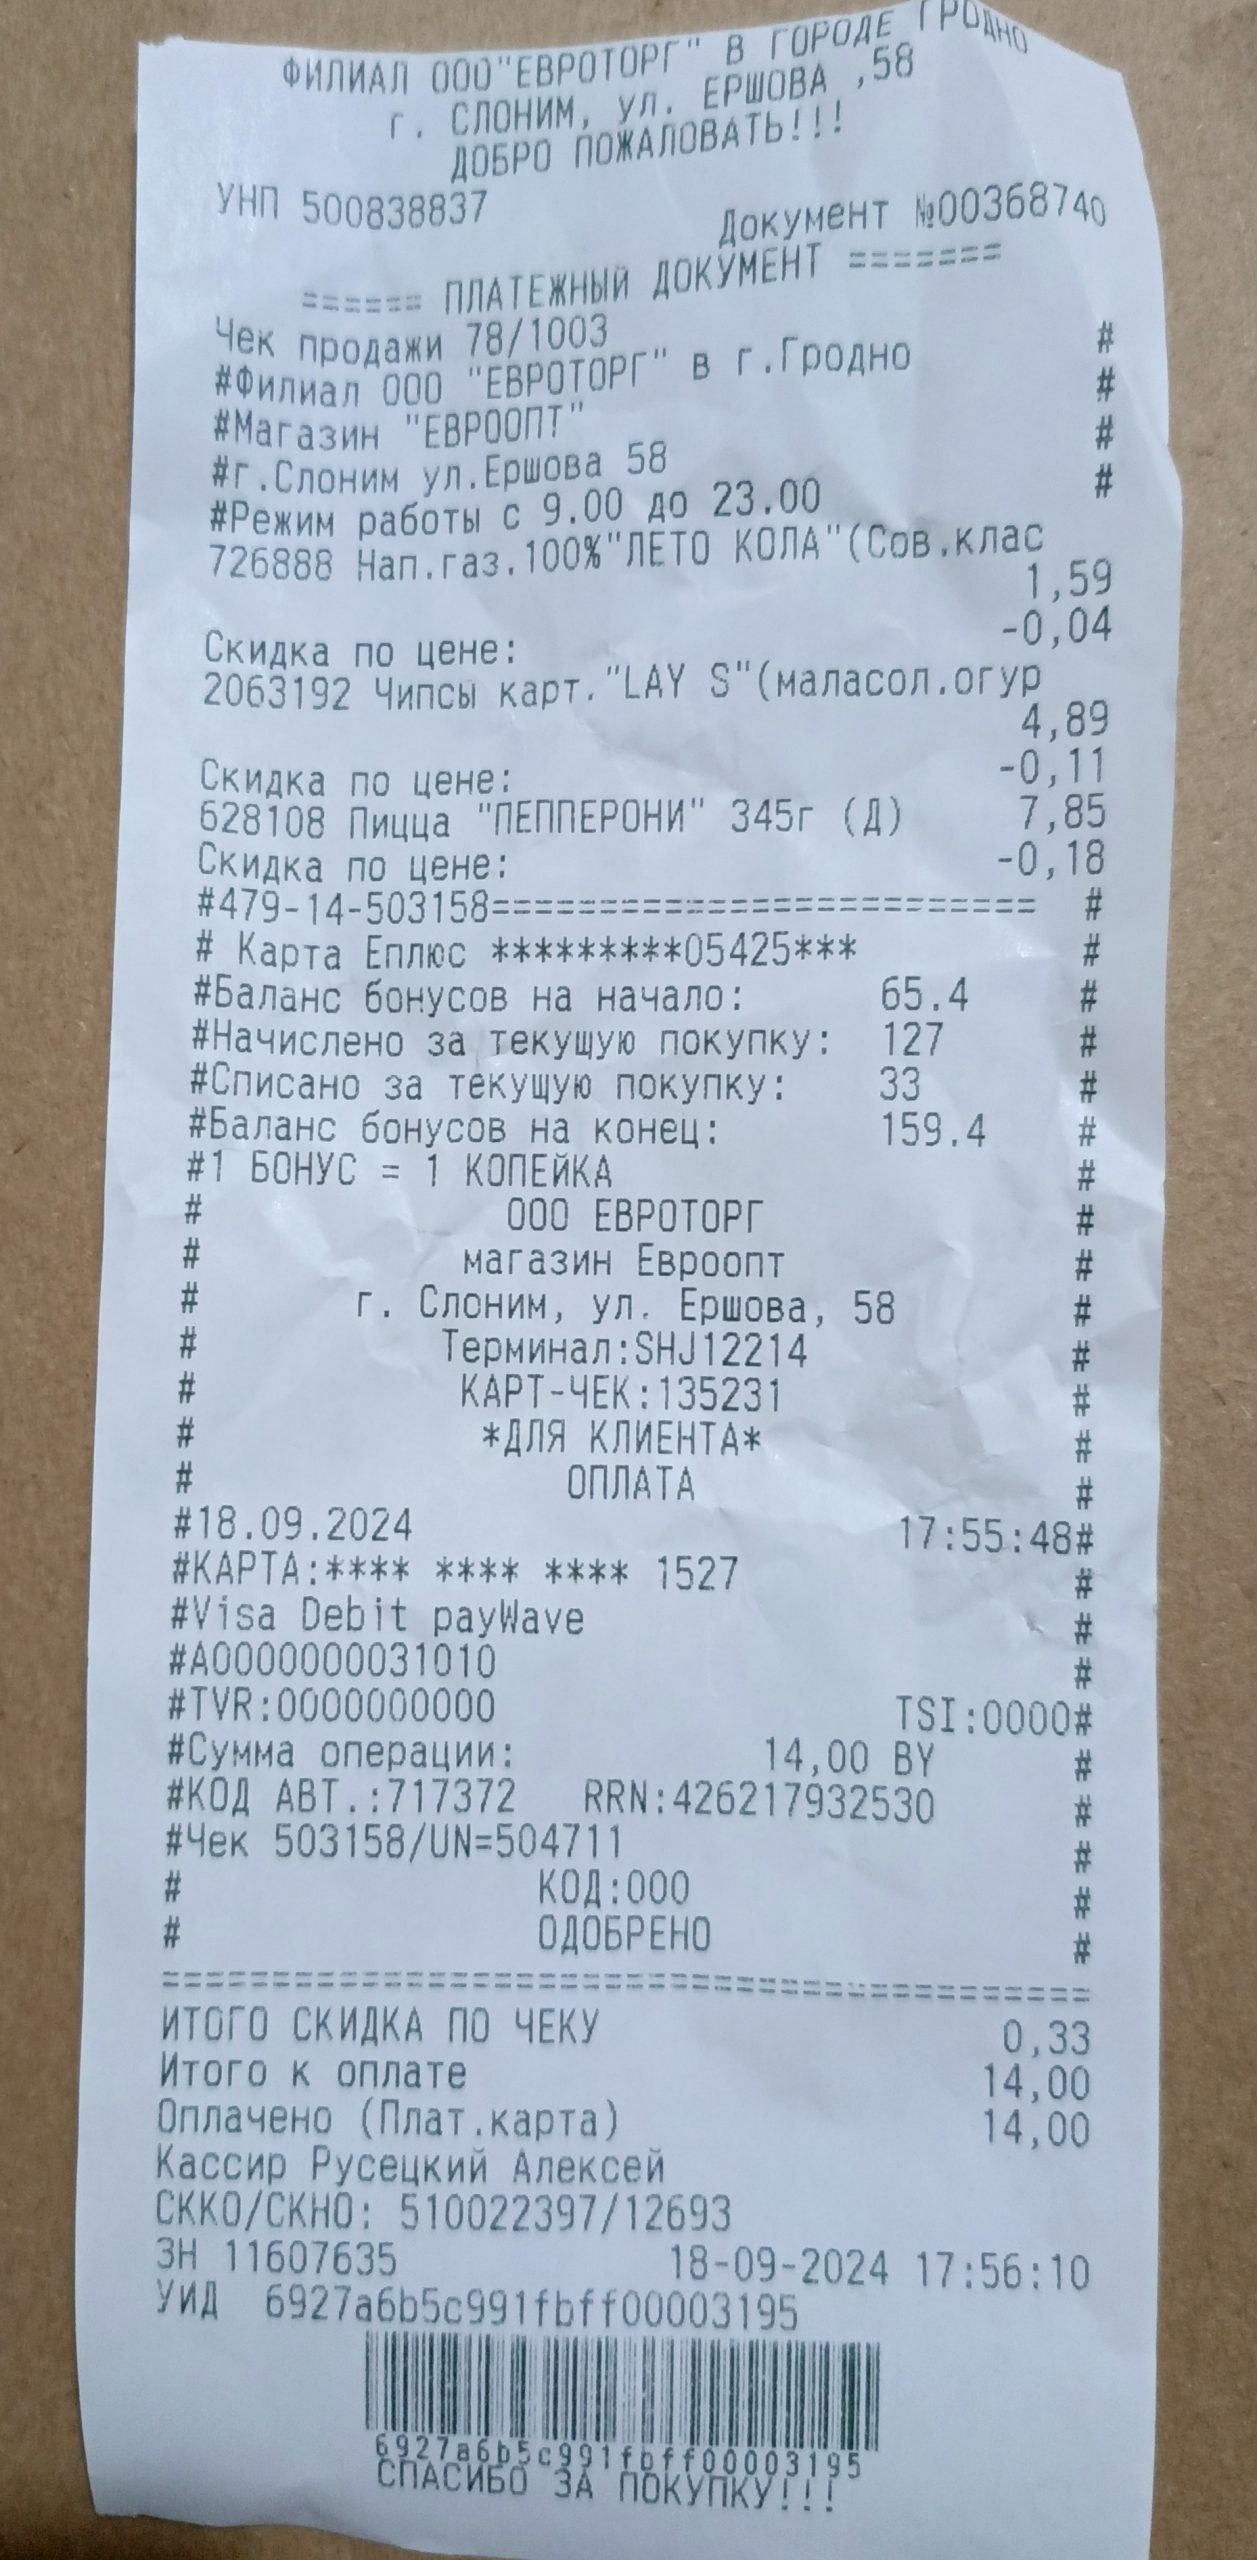 ФИЛИАЛ ООО"ЕВРОТОРГ" В ГОРОДЕ ГРОДНО
г. СЛОНИМ, ул. ЕРШОВА ,58
ДОБРО ПОЖАЛОВАТЬ!!!
УНП 500838837 Документ №00368740
====== ПЛАТЕЖНЫЙ ДОКУМЕНТ =======
Чек продажи 78/1003
#Филиал ООО "ЕВРОТОРГ" в г.Гродно #
#Магазин "ЕВРООПТ" #
#г.Слоним ул.Ершова 58 #
#Режим работы с 9.00 до 23.00 #
726888 Нап.газ.100%"ЛЕТО КОЛА"(Сов.клас
1,59
Скидка по цене: -0,04
2063192 Чипсы карт."LAY S"(маласол.огур
4,89
Скидка по цене: -0,11
628108 Пицца "ПЕППЕРОНИ" 345г (Д) 7,85
Скидка по цене: -0,18
#479-14-503158========================== #
# Карта Еплюс *********05425*** #
#Баланс бонусов на начало: 65.4 #
#Начислено за текущую покупку: 127 #
#Списано за текущую покупку: 33 #
#Баланс бонусов на конец: 159.4 #
#1 БОНУС = 1 КОПЕЙКА #
# ООО ЕВРОТОРГ #
# магазин Евроопт #
# г. Слоним, ул. Ершова, 58 #
# Терминал:SHJ12214 #
# КАРТ-ЧЕК:135231 #
# *ДЛЯ КЛИЕНТА* #
# ОПЛАТА #
#18.09.2024 17:55:48#
#КАРТА:**** **** **** 1527 #
#Visa Debit payWave #
#A0000000031010 #
#TVR:0000000000 TSI:0000#
#Сумма операции: 14,00 BY #
#КОД АВТ.:717372 RRN:426217932530 #
#Чек 503158/UN=504711 #
# КОД:000 #
# ОДОБРЕНО #
===========================================
ИТОГО СКИДКА ПО ЧЕКУ 0,33
Итого к оплате 14,00
Оплачено (Плат.карта) 14,00
Кассир Русецкий Алексей
СККО/СКНО: 510022397/12693
ЗН 11607635 18-09-2024 17:56:10
УИД 6927a6b5c991fbff00003195
6927a6b5c991fbff00003195
СПАСИБО ЗА ПОКУПКУ!!!